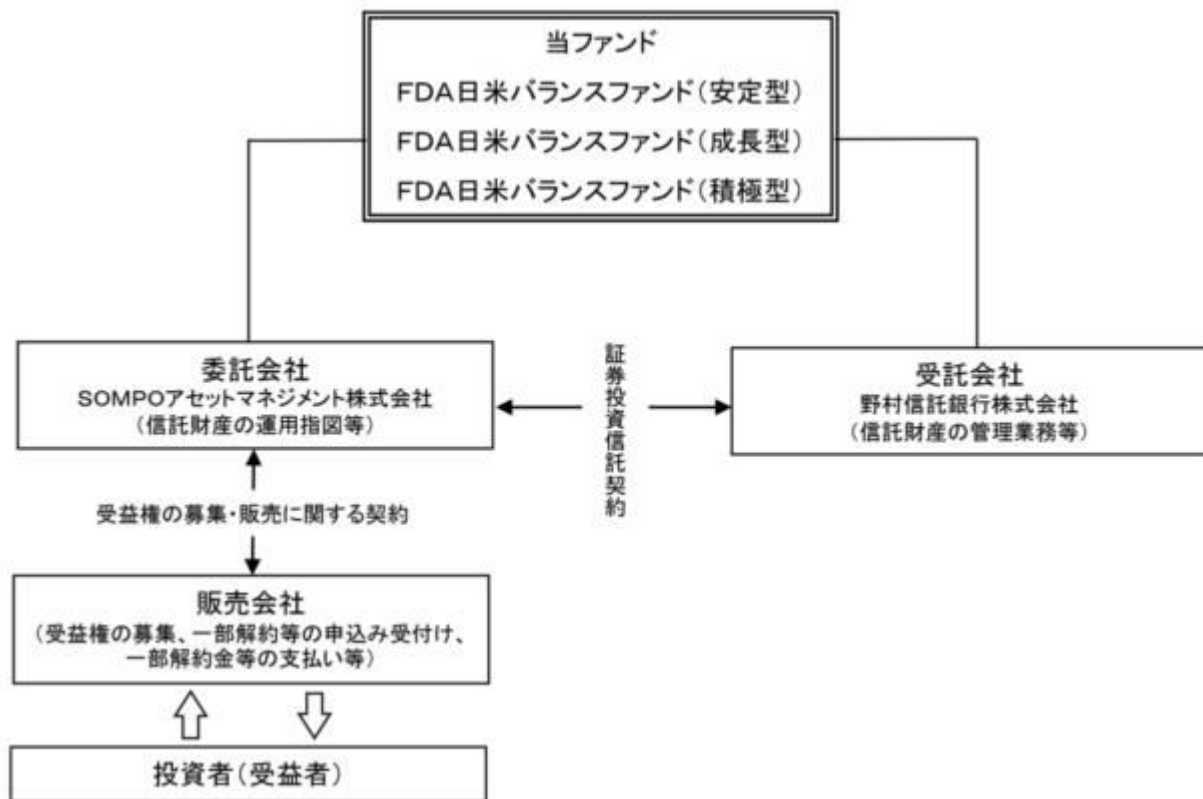 当ファンド
FDA日米バランスファンド(安定型)
FDA日米バランスファンド(成長型)
FDA日米バランスファンド(積極型)
委託会社
SOMPOアセットマネジメント株式会社
(信託財産の運用指図等)
証券投資信託契約
受託会社
野村信託銀行株式会社
(信託財産の管理業務等)
受益権の募集・販売に関する契約
販売会社
(受益権の募集、一部解約等の申込み受付け、
一部解約金等の支払い等)
投資者(受益者)